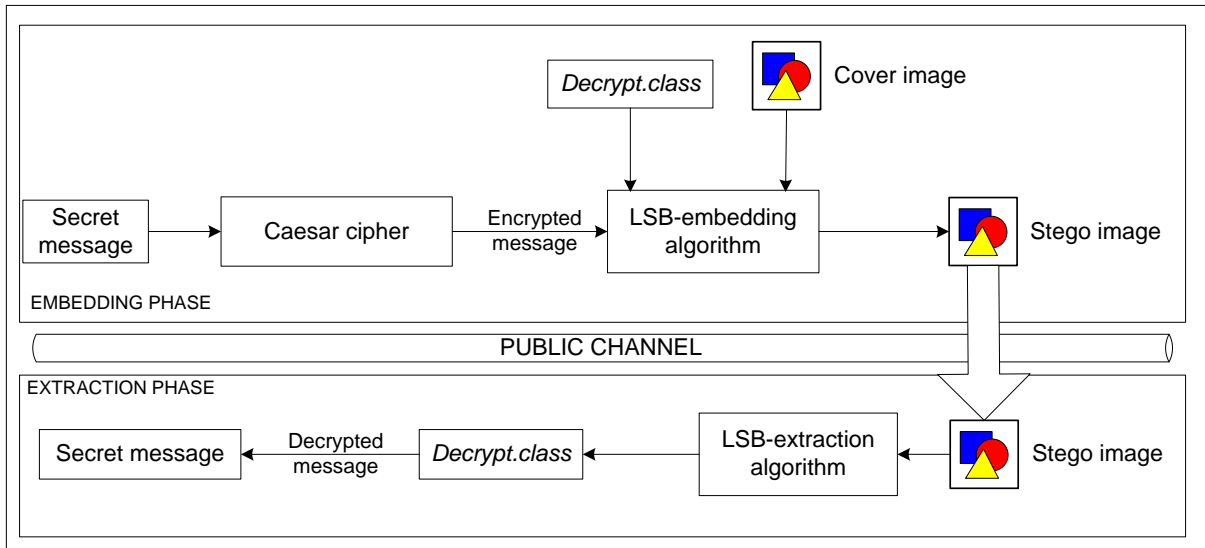 Decrypt.class
Cover image
Secret
message
Caesar cipher
Encrypted
message
LSB-embedding
algorithm
Stego image
EMBEDDING PHASE
PUBLIC CHANNEL
EXTRACTION PHASE
Secret message
Decrypted
message
Decrypt.class
LSB-extraction
algorithm
Stego image